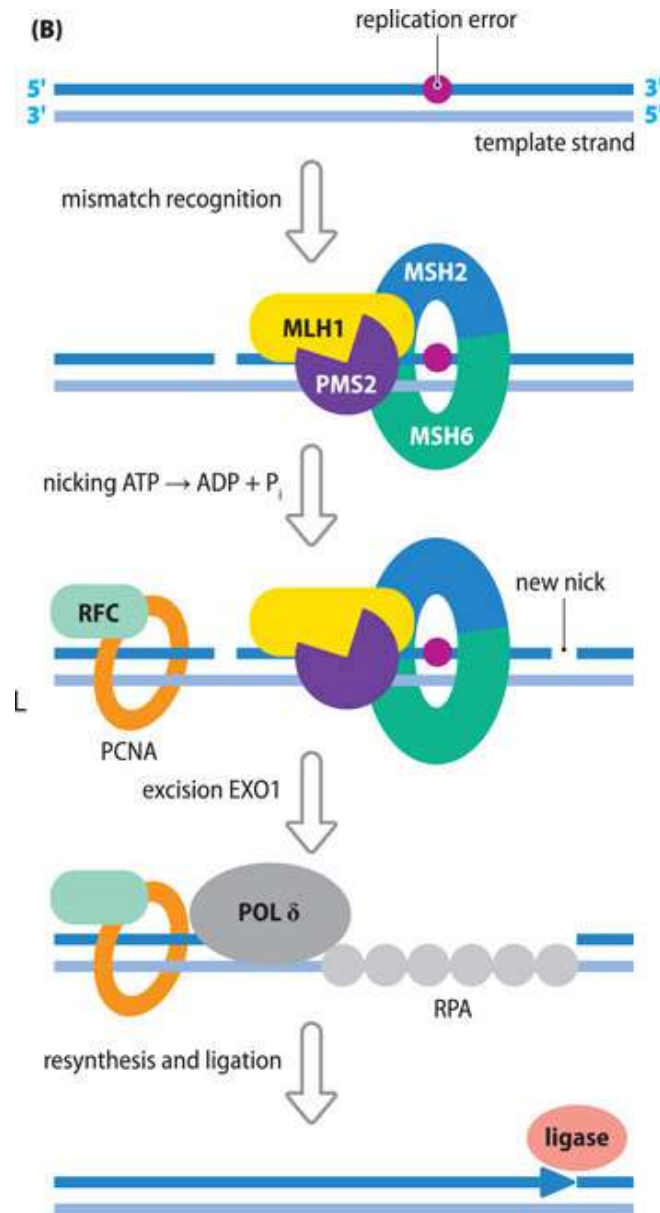 (B)
replication error
5' 3'
3' 5'
template strand
mismatch recognition
MSH2
MLH1
PMS2
MSH6
nicking ATP → ADP + Pi
new nick
RFC
L
PCNA
excision EXO1
POL δ
RPA
resynthesis and ligation
ligase